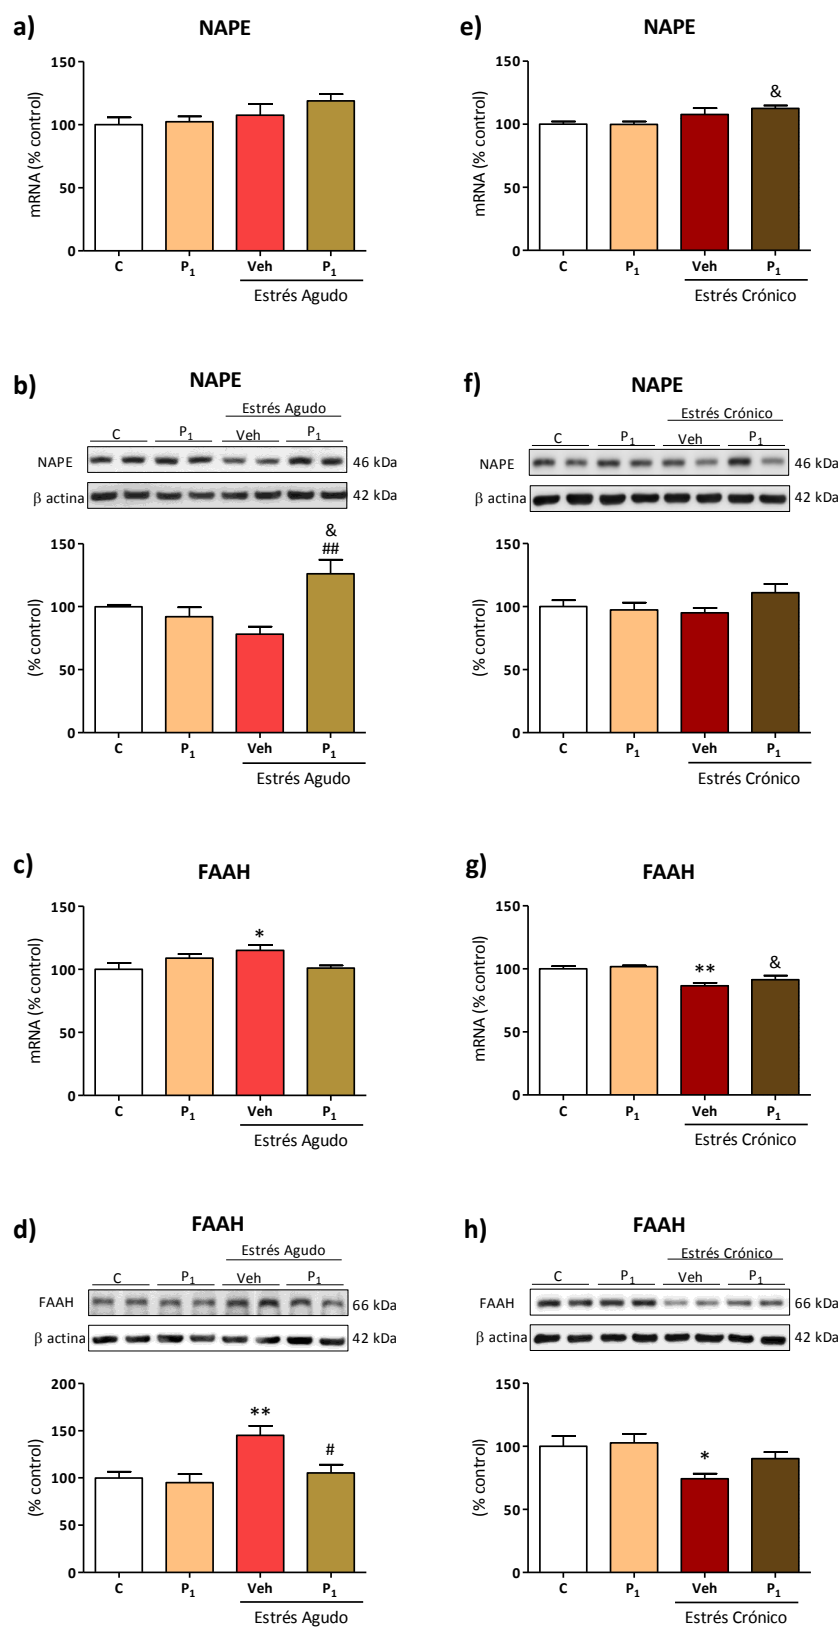 a)
NAPE
mRNA (% control)
150
100
50
0
C P₁ Veh P₁
Estrés Agudo
e)
NAPE
mRNA (% control)
150
100
50
0
&
C P₁ Veh P₁
Estrés Crónico
b)
NAPE
Estrés Agudo
C P₁ Veh P₁
NAPE 46 kDa
β actina 42 kDa
(% control)
150
100
50
0
&
##
C P₁ Veh P₁
Estrés Agudo
f)
NAPE
Estrés Crónico
C P₁ Veh P₁
NAPE 46 kDa
β actina 42 kDa
(% control)
150
100
50
0
C P₁ Veh P₁
Estrés Crónico
c)
FAAH
mRNA (% control)
150
100
50
0
*
C P₁ Veh P₁
Estrés Agudo
g)
FAAH
mRNA (% control)
150
100
50
0
** &
C P₁ Veh P₁
Estrés Crónico
d)
FAAH
Estrés Agudo
C P₁ Veh P₁
FAAH 66 kDa
β actina 42 kDa
(% control)
200
150
100
50
0
** #
C P₁ Veh P₁
Estrés Agudo
h)
FAAH
Estrés Crónico
C P₁ Veh P₁
FAAH 66 kDa
β actina 42 kDa
(% control)
150
100
50
0
*
C P₁ Veh P₁
Estrés Crónico